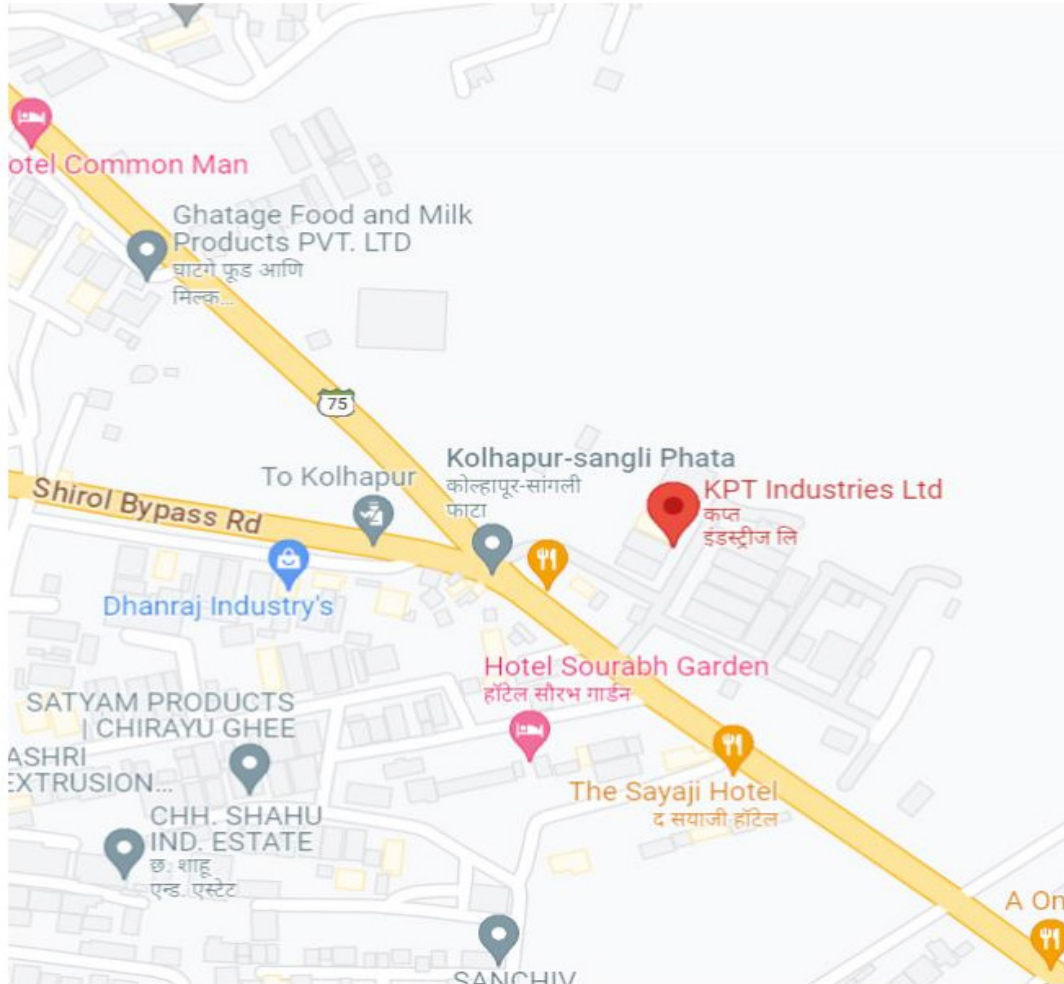 otel Common Man
Ghatage Food and Milk
Products PVT. LTD
घाटगे फूड आणि
मिल्क...
75
Kolhapur-sangli Phata
कोल्हापूर-सांगली
फाटा
To Kolhapur
Shirol Bypass Rd
KPT Industries Ltd
कप्त
इंडस्ट्रीज लि
Dhanraj Industry's
Hotel Sourabh Garden
हॉटेल सौरभ गार्डन
SATYAM PRODUCTS
| CHIRAYU GHEE
ASHRI
EXTRUSION...
The Sayaji Hotel
द सयाजी हॉटेल
CHH. SHAHU
IND. ESTATE
छ. शाहू
एन्ड. एस्टेट
A On
SANCHIV